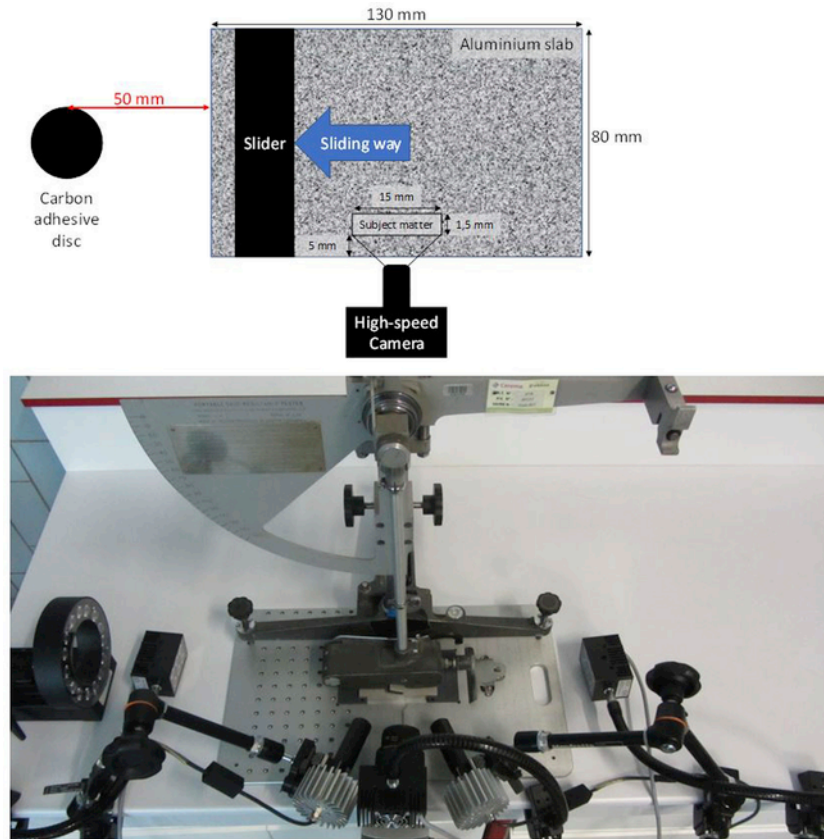 130 mm
Aluminium slab
50 mm
Slider
Sliding way
80 mm
15 mm
Subject matter
1,5 mm
5 mm
Carbon
adhesive
disc
High-speed
Camera